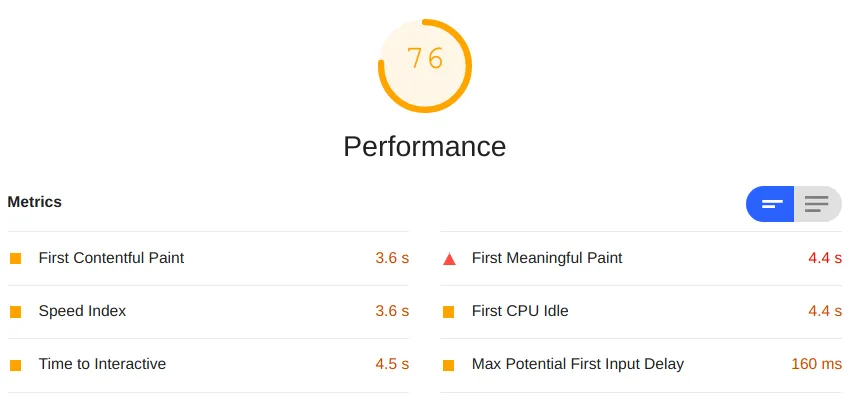 76
Performance
Metrics
First Contentful Paint 3.6 s
First Meaningful Paint 4.4 s
Speed Index 3.6 s
First CPU Idle 4.4 s
Time to Interactive 4.5 s
Max Potential First Input Delay 160 ms